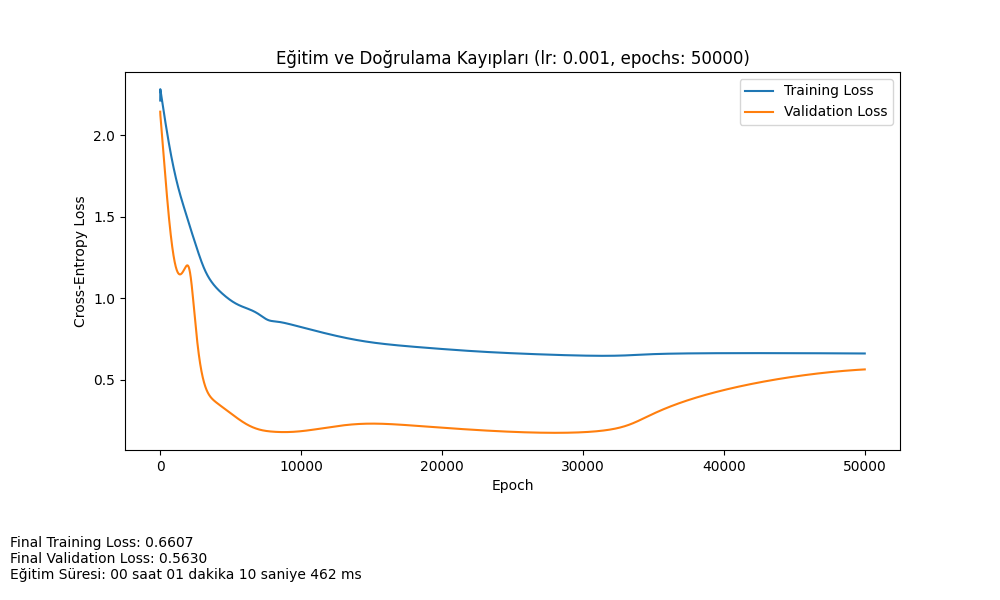 Eğitim ve Doğrulama Kayıpları (lr: 0.001, epochs: 50000)
Training Loss
Validation Loss
Cross-Entropy Loss
2.0
1.5
1.0
0.5
0 10000 20000 30000 40000 50000
Epoch
Final Training Loss: 0.6607
Final Validation Loss: 0.5630
Eğitim Süresi: 00 saat 01 dakika 10 saniye 462 ms